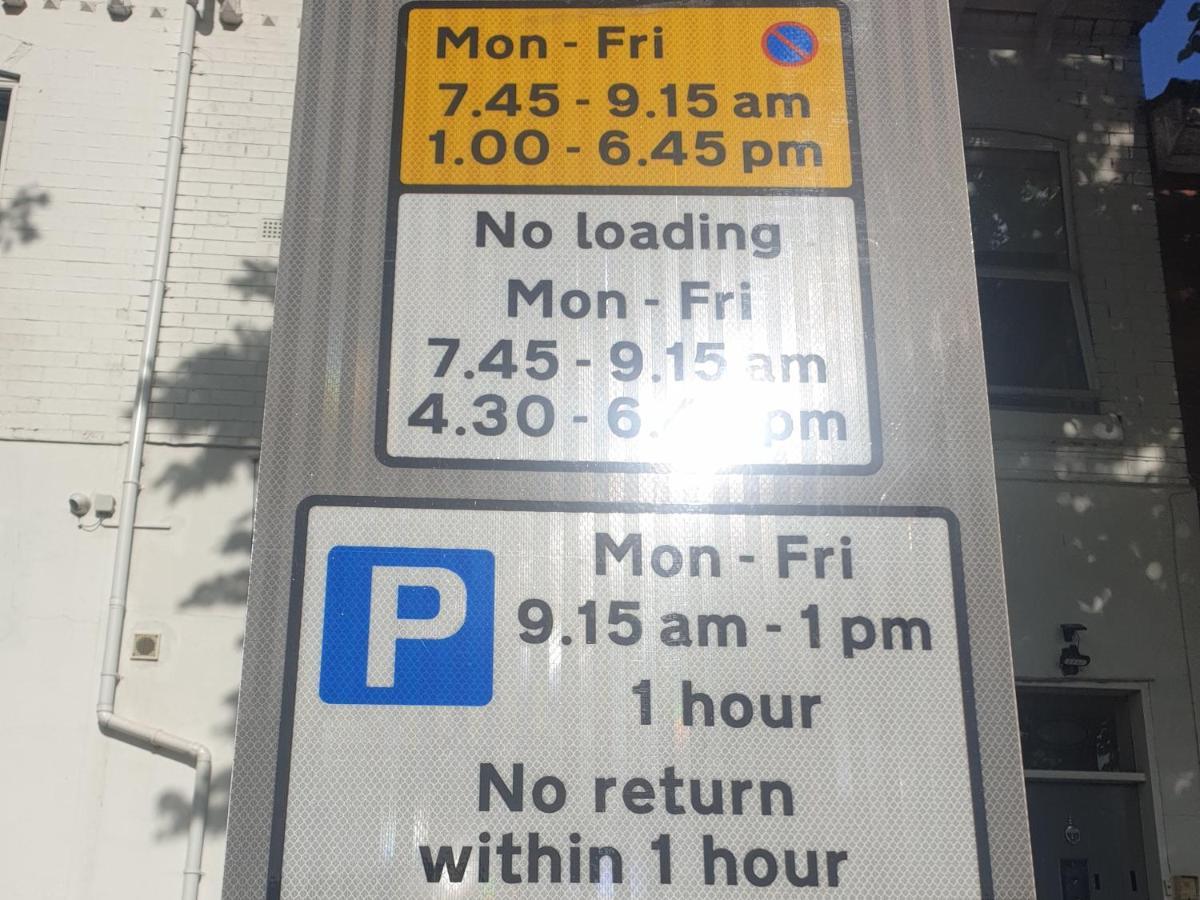 Mon - Fri
7.45 - 9.15 am
1.00 - 6.45 pm
No loading
Mon - Fri
7.45 - 9.15 am
4.30 - pm
P
Mon - Fri
9.15 am - 1 pm
1 hour
No return
within 1 hour